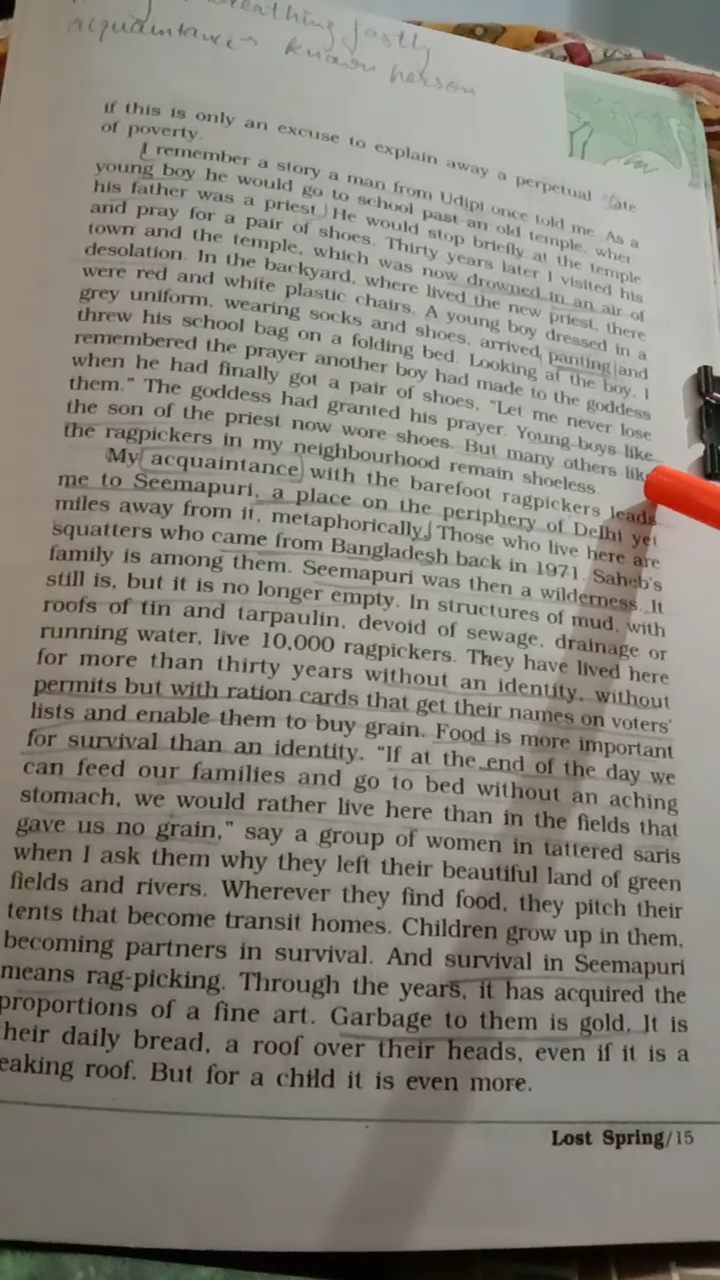 breathing fastly
acquaintance → known person
if this is only an excuse to explain away a perpetual state
of poverty.
I remember a story a man from Udipi once told me. As a
young boy he would go to school past an old temple, wher
his father was a priest. He would stop briefly at the temple
and pray for a pair of shoes. Thirty years later I visited his
town and the temple, which was now drowned in an air of
desolation. In the backyard, where lived the new priest, there
were red and white plastic chairs. A young boy dressed in a
grey uniform, wearing socks and shoes, arrived panting and
threw his school bag on a folding bed. Looking at the boy, I
remembered the prayer another boy had made to the goddess
when he had finally got a pair of shoes, “Let me never lose
them.” The goddess had granted his prayer. Young boys like
the son of the priest now wore shoes. But many others like
the ragpickers in my neighbourhood remain shoeless.
My acquaintance with the barefoot ragpickers leads
me to Seemapuri, a place on the periphery of Delhi yet
miles away from it, metaphorically. Those who live here are
squatters who came from Bangladesh back in 1971. Saheb's
family is among them. Seemapuri was then a wilderness. It
still is, but it is no longer empty. In structures of mud, with
roofs of tin and tarpaulin, devoid of sewage, drainage or
running water, live 10,000 ragpickers. They have lived here
for more than thirty years without an identity, without
permits but with ration cards that get their names on voters'
lists and enable them to buy grain. Food is more important
for survival than an identity. “If at the end of the day we
can feed our families and go to bed without an aching
stomach, we would rather live here than in the fields that
gave us no grain,” say a group of women in tattered saris
when I ask them why they left their beautiful land of green
fields and rivers. Wherever they find food, they pitch their
tents that become transit homes. Children grow up in them,
becoming partners in survival. And survival in Seemapuri
means rag-picking. Through the years, it has acquired the
proportions of a fine art. Garbage to them is gold. It is
heir daily bread, a roof over their heads, even if it is a
eaking roof. But for a child it is even more.
Lost Spring/15